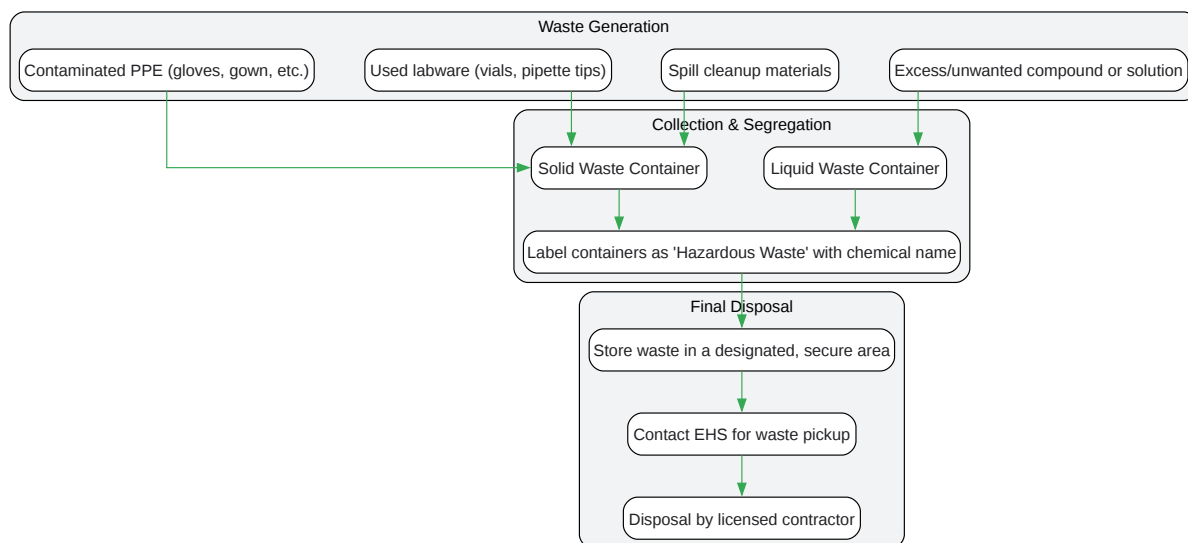 Waste Generation
Contaminated PPE (gloves, gown, etc.)
Used labware (vials, pipette tips)
Spill cleanup materials
Excess/unwanted compound or solution
Collection & Segregation
Solid Waste Container
Liquid Waste Container
Label containers as 'Hazardous Waste' with chemical name
Final Disposal
Store waste in a designated, secure area
Contact EHS for waste pickup
Disposal by licensed contractor